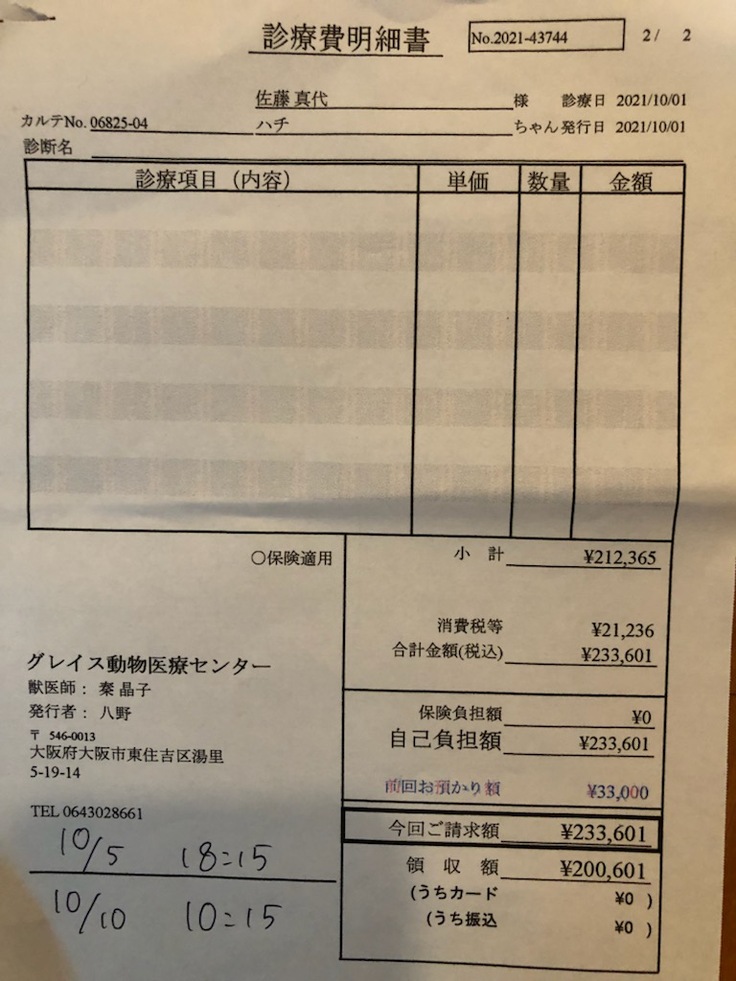 診療費明細書 No.2021-43744 2/ 2
佐藤 真代 様 診療日 2021/10/01
カルテNo. 06825-04 ハチ ちゃん 発行日 2021/10/01
診断名
診療項目（内容） 単価 数量 金額
○保険適用 小 計 ¥212,365
消費税等 ¥21,236
合計金額(税込) ¥233,601
グレイス動物医療センター
獣医師： 秦 晶子
発行者： 八野
〒 546-0013
大阪府大阪市東住吉区湯里
5-19-14
TEL 0643028661
保険負担額 ¥0
自己負担額 ¥233,601
前回お預かり額 ¥33,000
今回ご請求額 ¥233,601
領 収 額 ¥200,601
(うちカード ¥0 )
(うち振込 ¥0 )
10/5 18=15
10/10 10=15